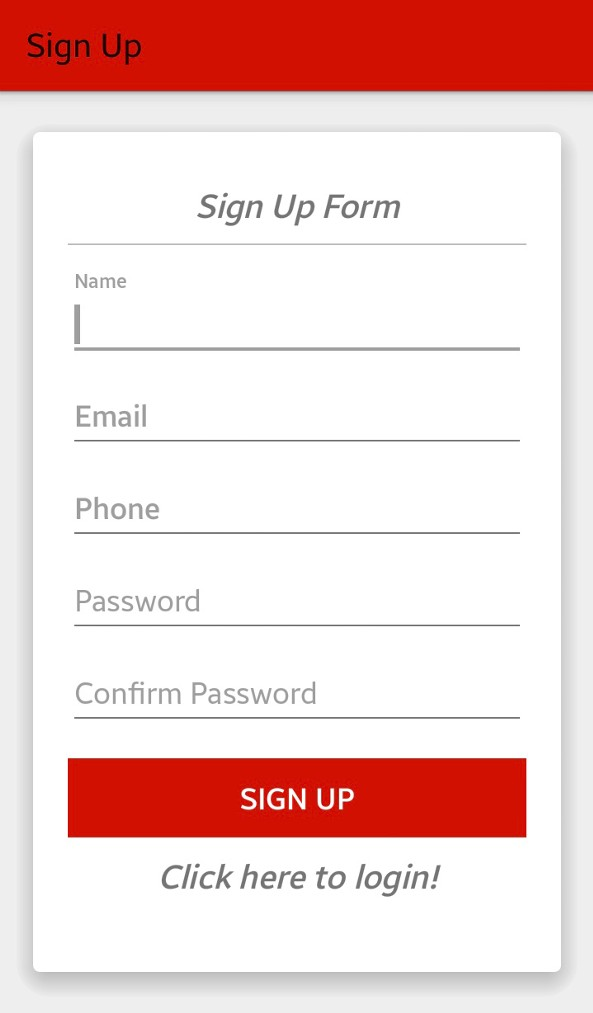 Sign Up
Sign Up Form
Name
Email
Phone
Password
Confirm Password
SIGN UP
Click here to login!